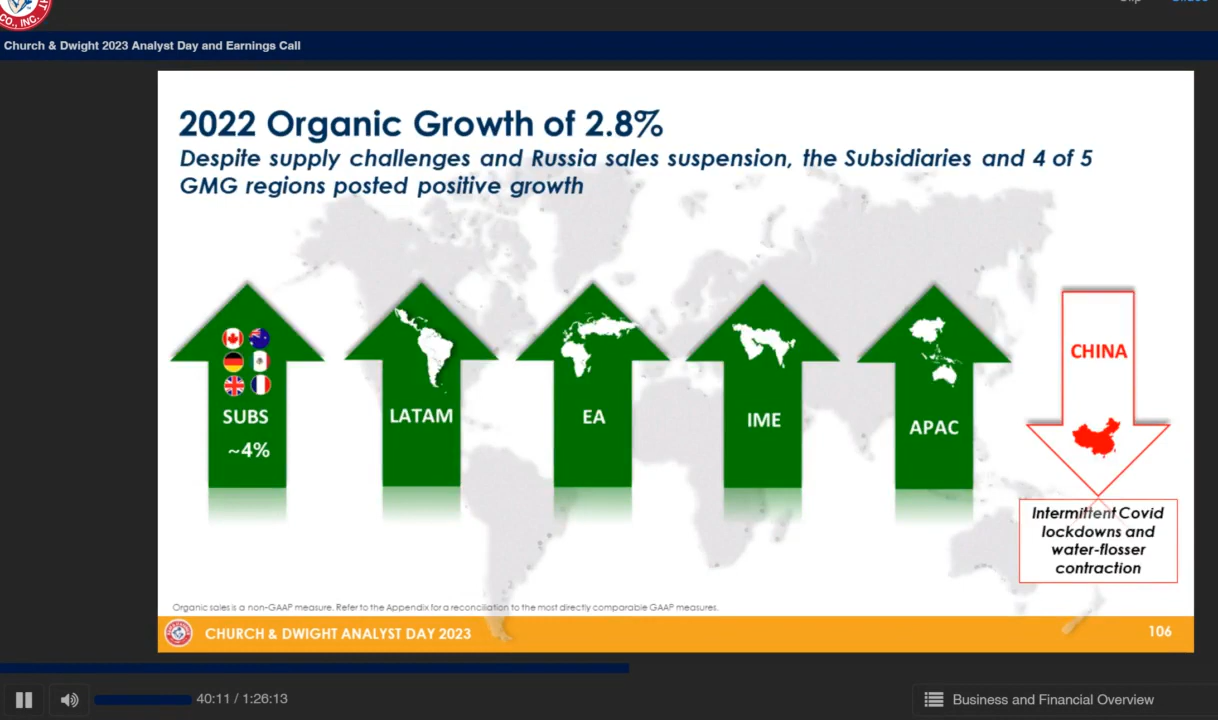 CO., INC.
Church & Dwight 2023 Analyst Day and Earnings Call
2022 Organic Growth of 2.8%
Despite supply challenges and Russia sales suspension, the Subsidiaries and 4 of 5
GMG regions posted positive growth
SUBS
~4%
LATAM
EA
IME
APAC
CHINA
Intermittent Covid
lockdowns and
water-flosser
contraction
Organic sales is a non-GAAP measure. Refer to the Appendix for a reconciliation to the most directly comparable GAAP measures.
CHURCH & DWIGHT ANALYST DAY 2023
106
40:11 / 1:26:13
Business and Financial Overview